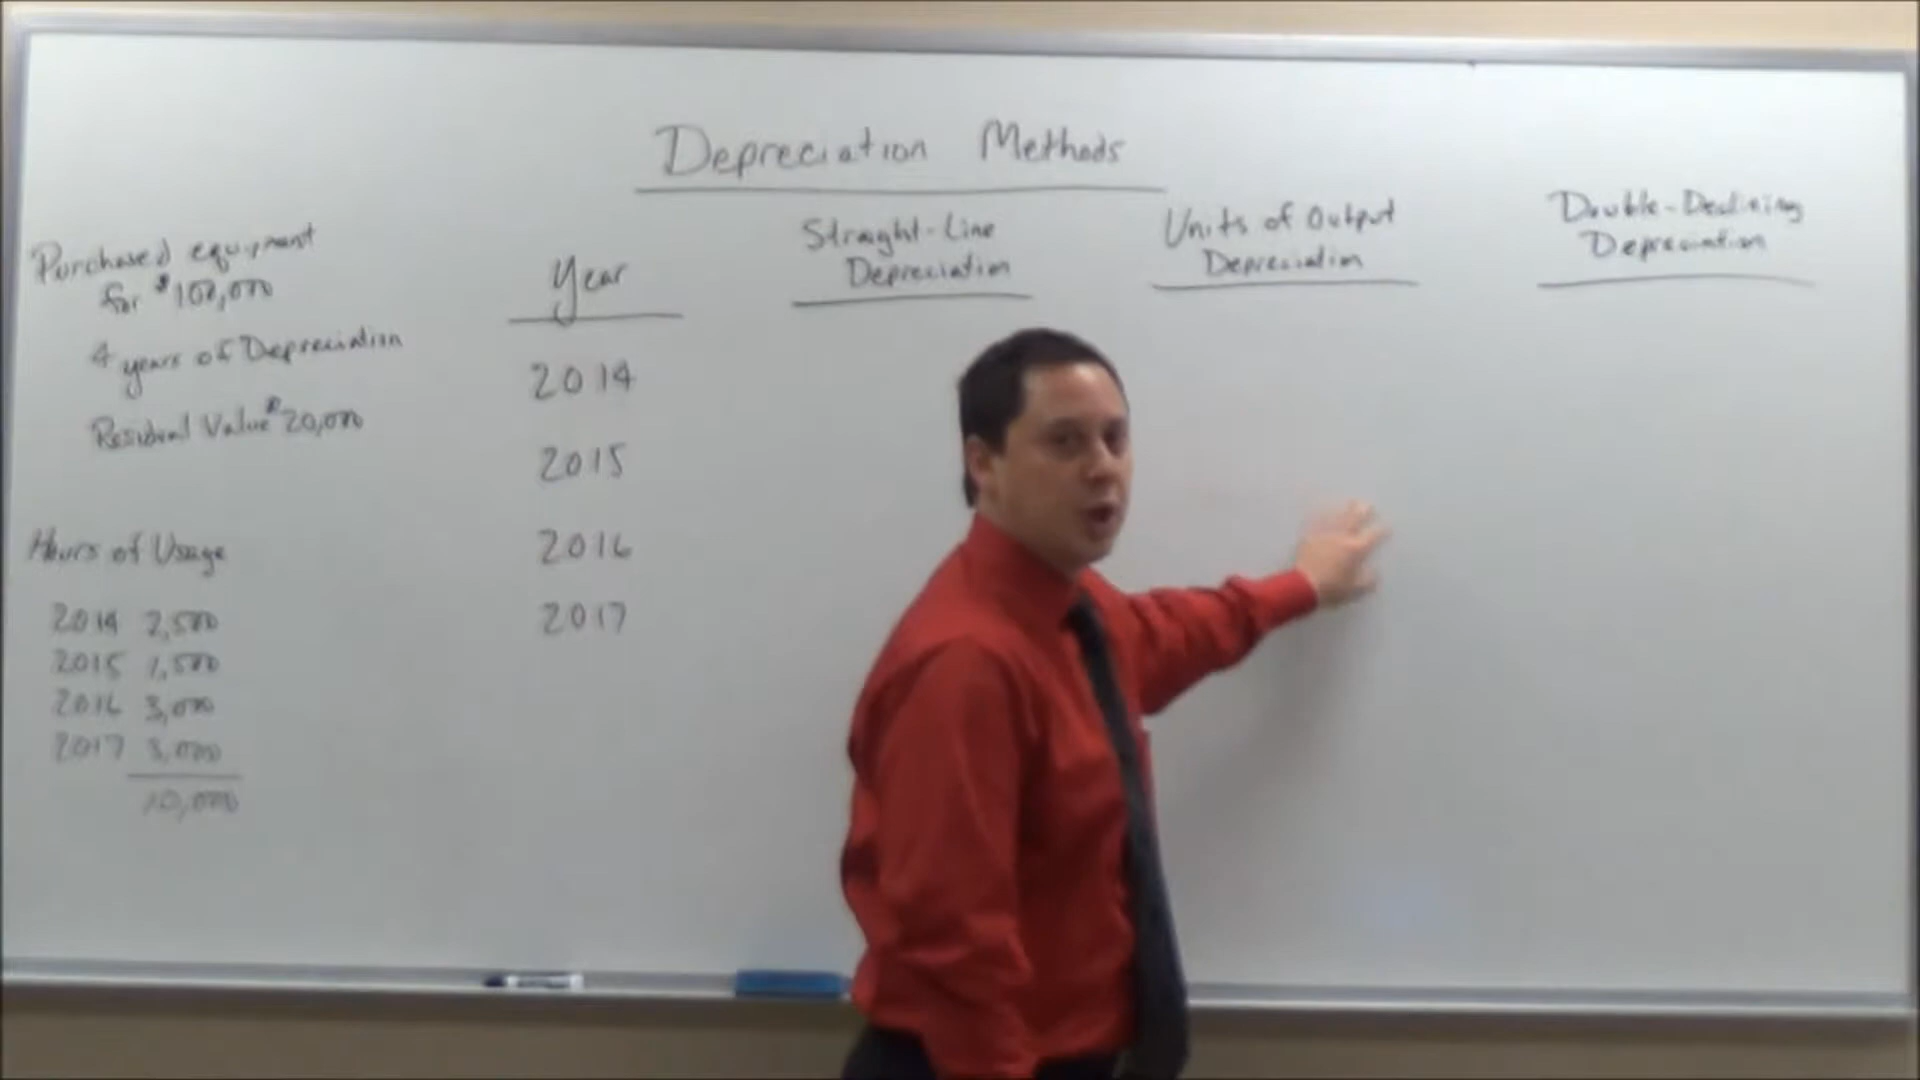 Depreciation Methods
Purchased equipment
for $100,000
4 years of Depreciation
Residual Value $20,000
Hours of Usage
2014 2,500
2015 1,500
2016 3,000
2017 3,000
10,000
Year
2014
2015
2016
2017
Straight-Line
Depreciation
Units of Output
Depreciation
Double-Declining
Depreciation